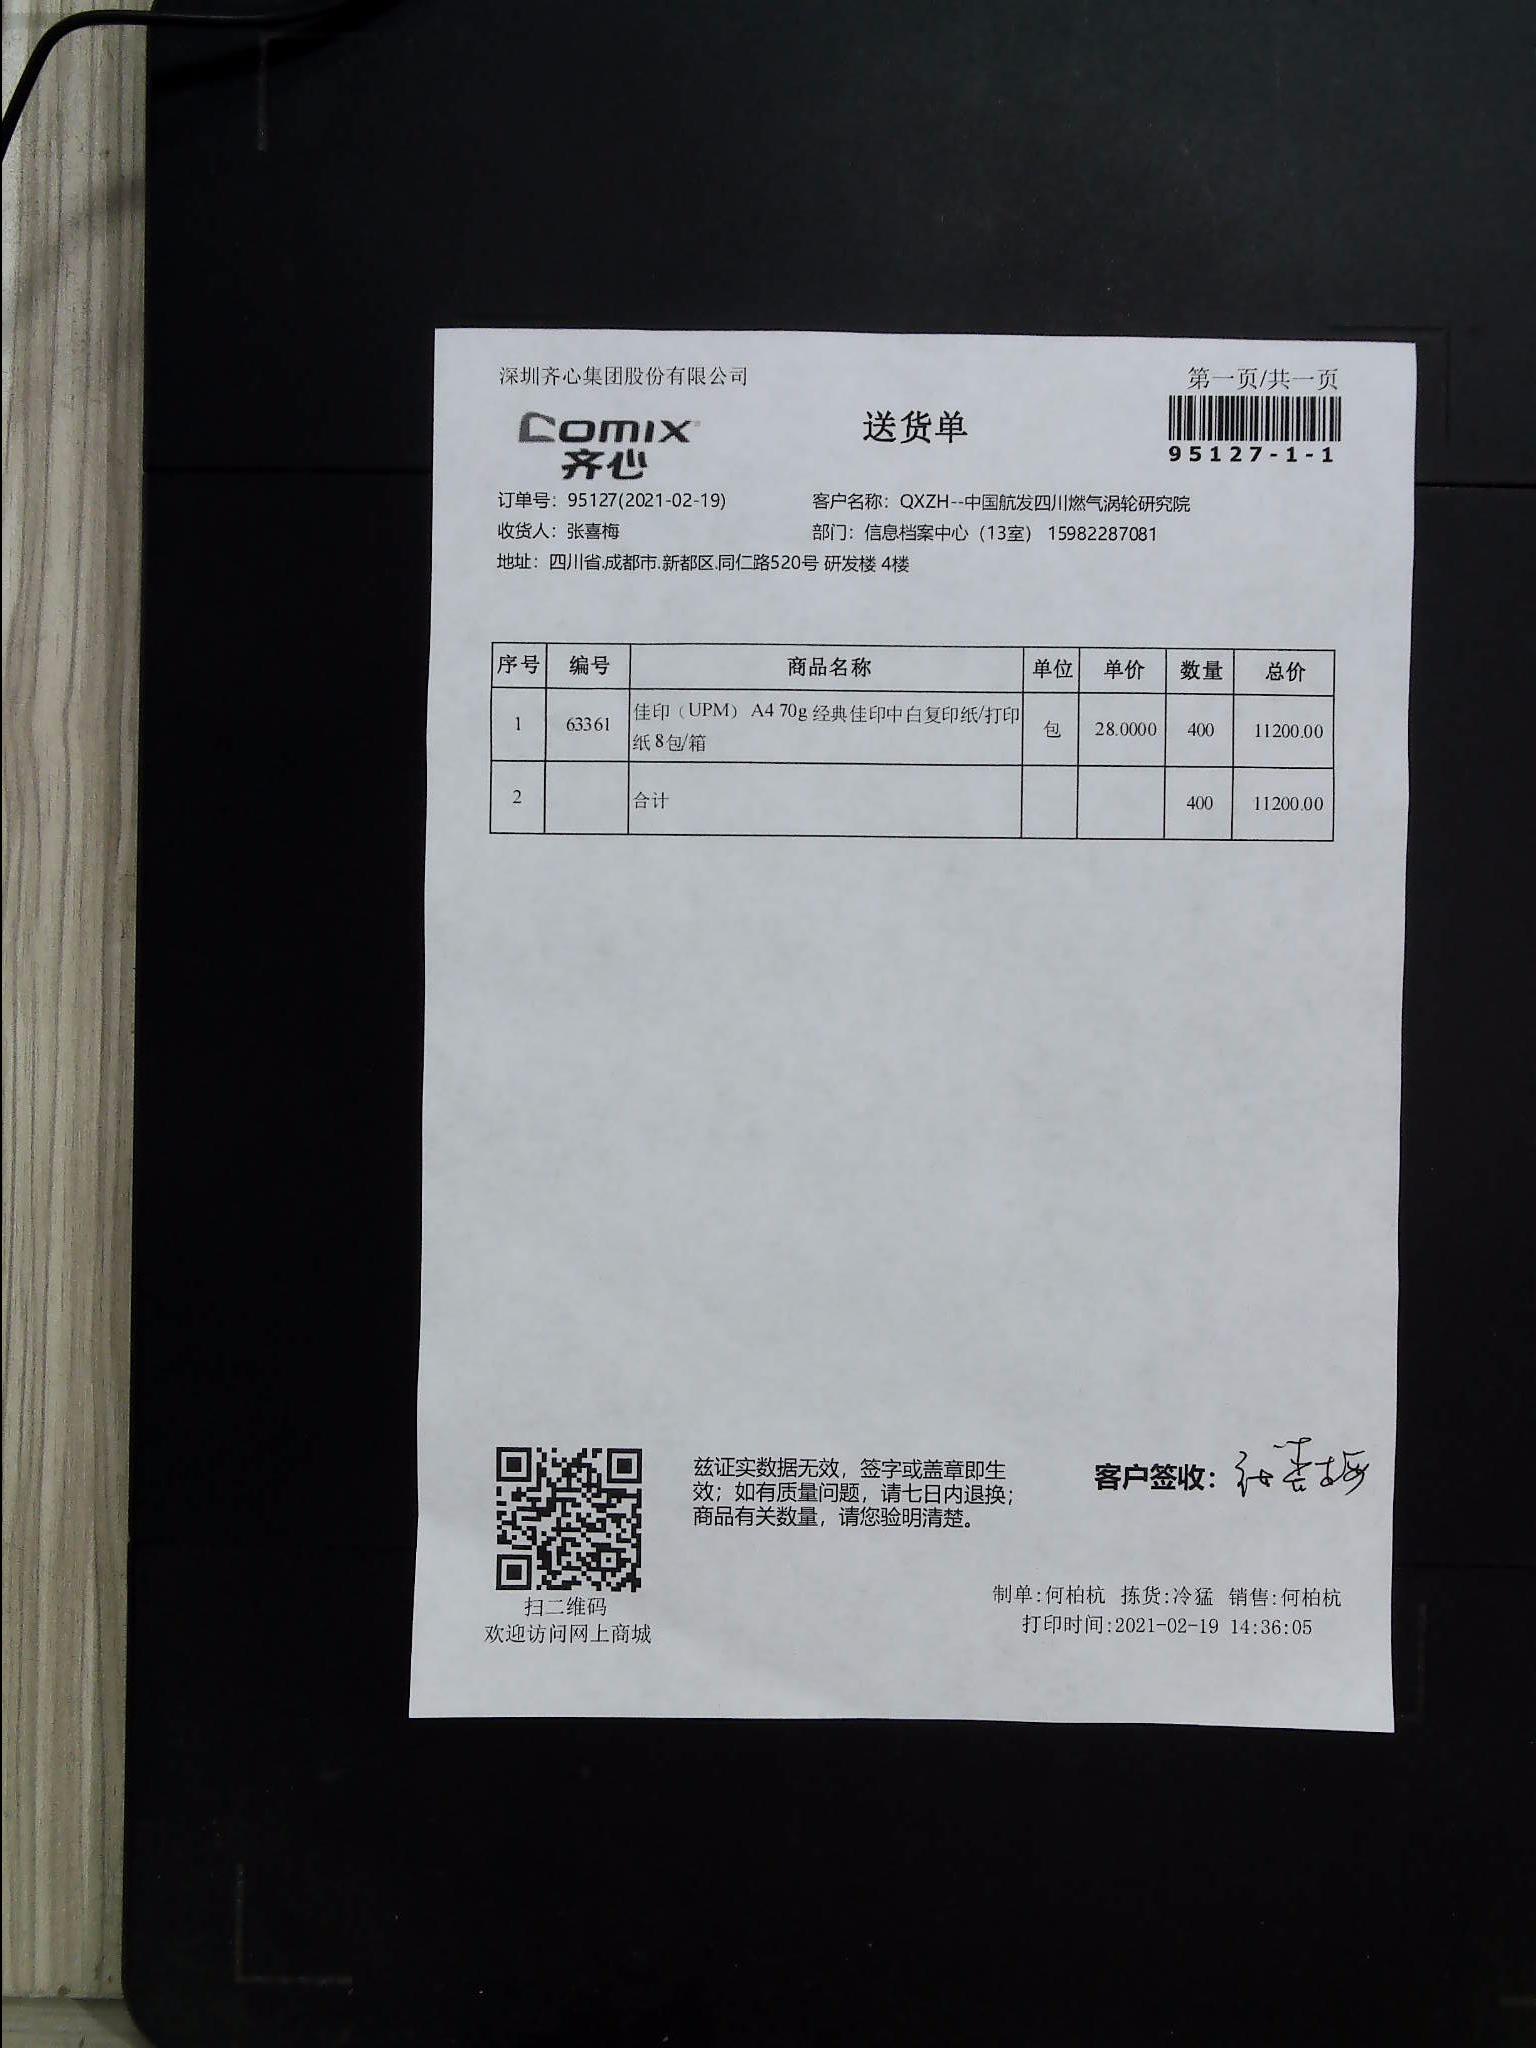 深圳齐心集团股份有限公司
第一页/共一页
comix
齐心
送货单
95127-1-1
订单号：95127(2021-02-19)
客户名称：QXZH--中国航发四川燃气涡轮研究院
收货人：张喜梅
部门：信息档案中心（13室） 15982287081
地址：四川省.成都市.新都区.同仁路520号 研发楼 4楼
序号 编号 商品名称 单位 单价 数量 总价
1 63361 佳印（UPM） A4 70g 经典佳印中白复印纸/打印纸 8包/箱 包 28.0000 400 11200.00
2 合计 400 11200.00
兹证实数据无效，签字或盖章即生
效；如有质量问题，请七日内退换；
商品有关数量，请您验明清楚。
客户签收：张喜梅
扫二维码
欢迎访问网上商城
制单:何柏杭 拣货:冷猛 销售:何柏杭
打印时间:2021-02-19 14:36:05